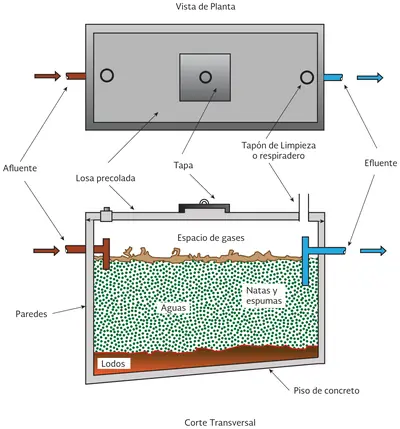 Vista de Planta
Tapón de Limpieza
o respiradero
Afluente
Tapa
Efluente
Losa precolada
Espacio de gases
Natas y
espumas
Aguas
Paredes
Lodos
Piso de concreto
Corte Transversal